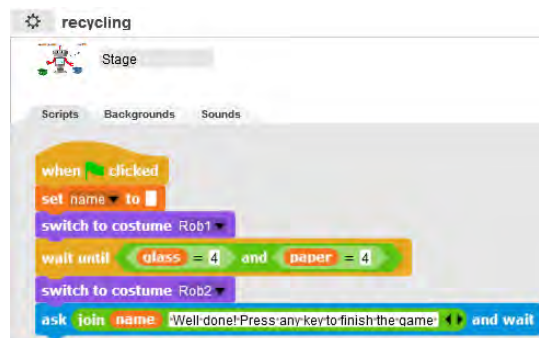 recycling
Stage
Scripts Backgrounds Sounds
when clicked
set name to
switch to costume Rob1
wait until glass = 4 and paper = 4
switch to costume Rob2
ask join name Well done! Press any key to finish the game and wait